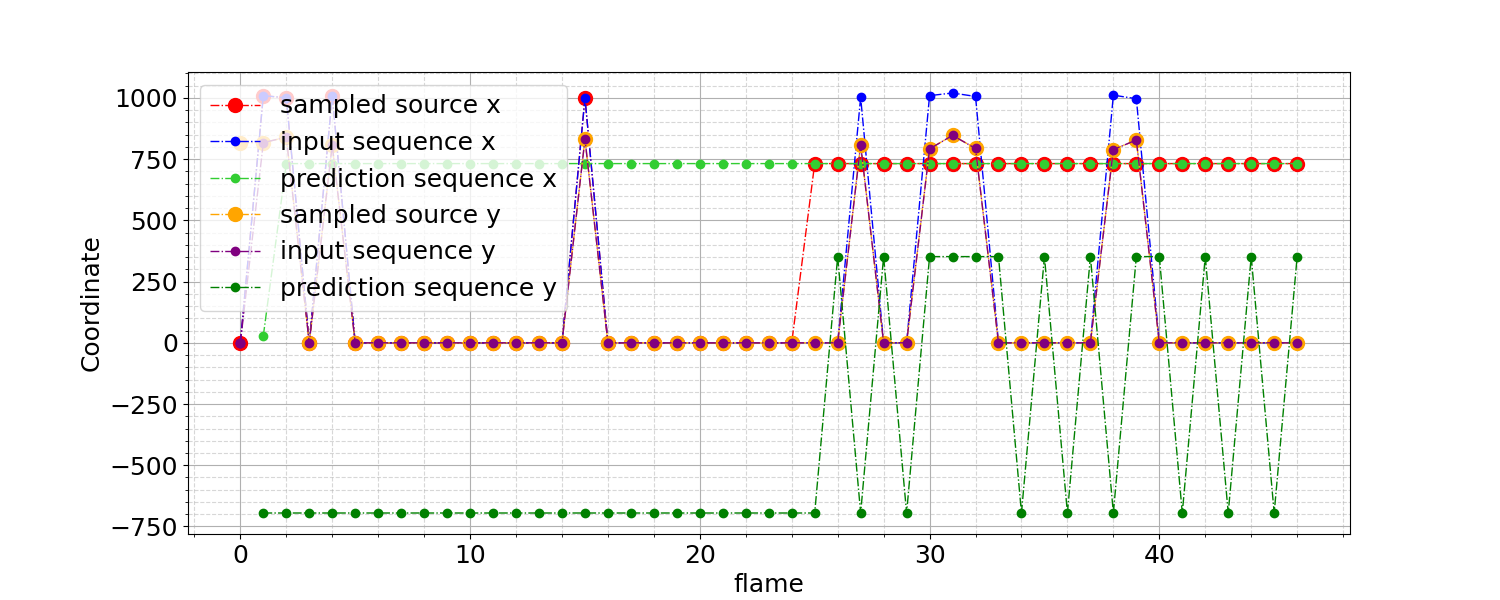 1000
750
500
250
0
−250
−500
−750
Coordinate
sampled source x
input sequence x
prediction sequence x
sampled source y
input sequence y
prediction sequence y
0 10 20 30 40
flame